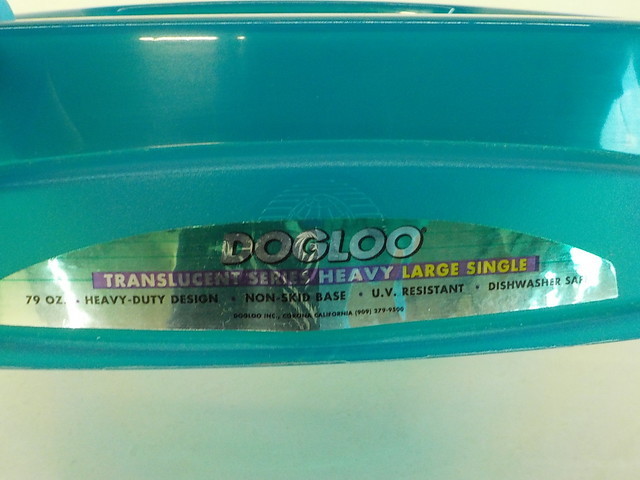 DOGLOO
TRANSLUCENT SERIES/HEAVY LARGE SINGLE
79 OZ. • HEAVY-DUTY DESIGN • NON-SKID BASE • U.V. RESISTANT • DISHWASHER SAF
DOGLOO INC., CORONA CALIFORNIA (909) 279-9500